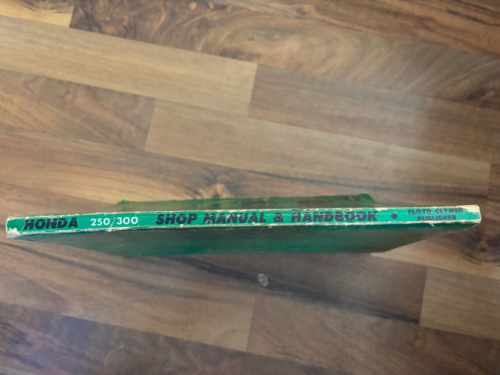 HONDA 250/300 SHOP MANUAL & HANDBOOK • FLOYD CLYMER
PUBLISHER